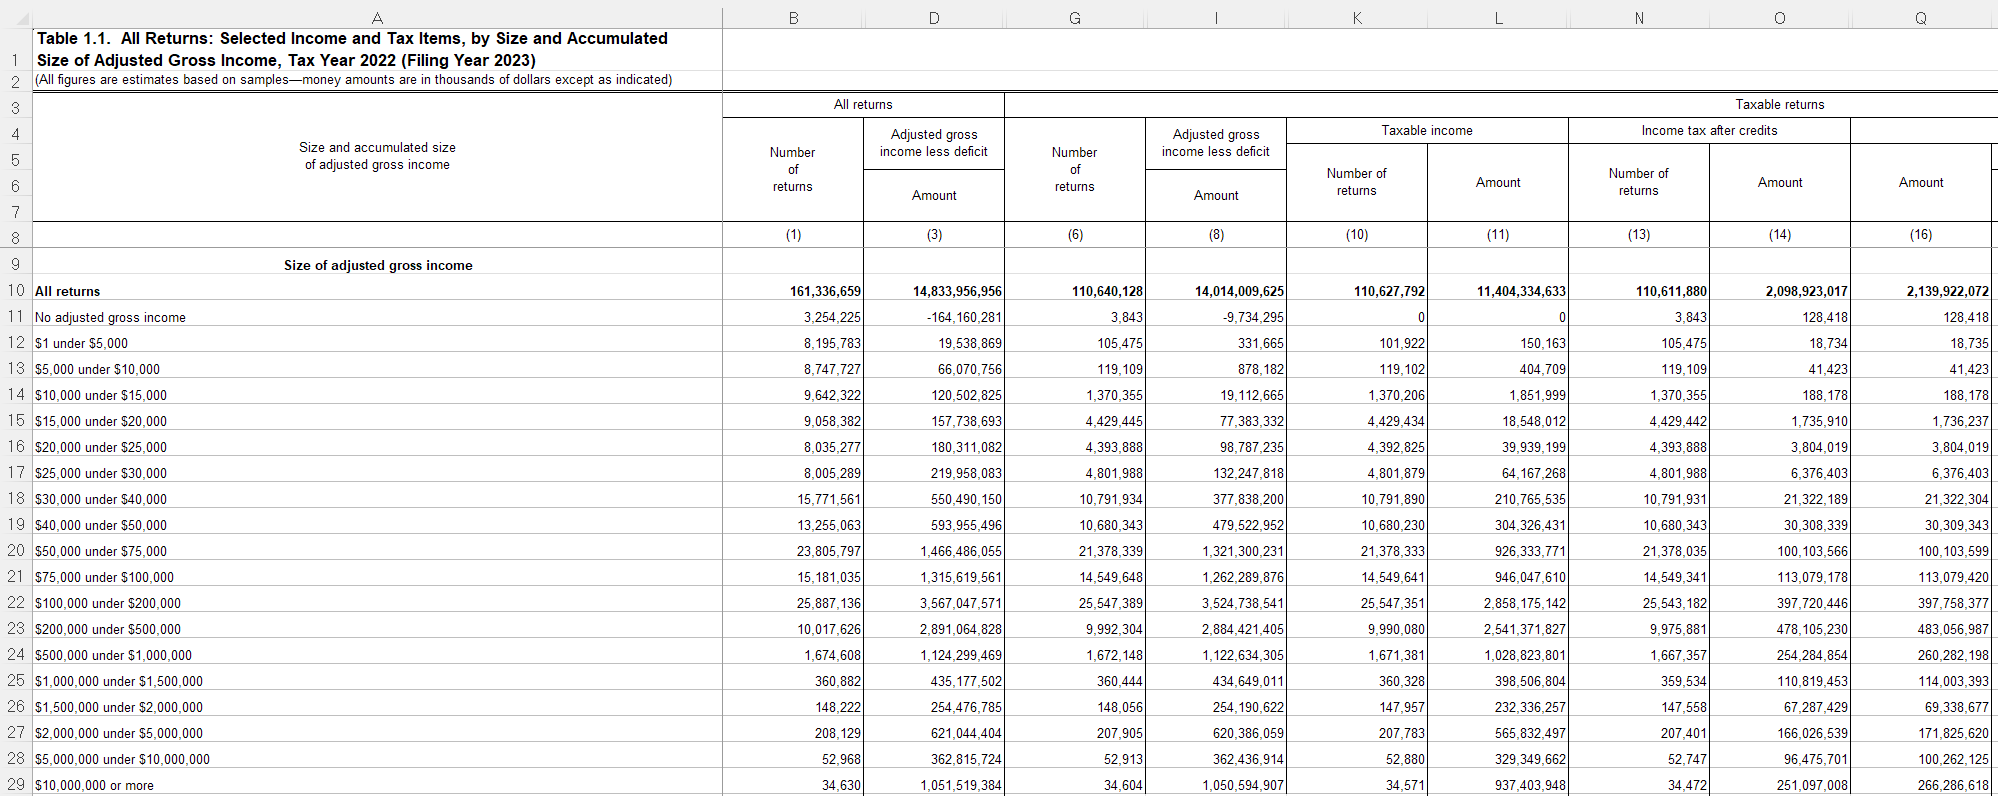 A B D G I K L N O Q
1 Table 1.1. All Returns: Selected Income and Tax Items, by Size and Accumulated
Size of Adjusted Gross Income, Tax Year 2022 (Filing Year 2023)
2 (All figures are estimates based on samples—money amounts are in thousands of dollars except as indicated)
3 All returns Taxable returns
4 Size and accumulated size Number Adjusted gross Number Adjusted gross Taxable income Income tax after credits
5 of adjusted gross income of income less deficit of income less deficit Number of Amount Number of Amount Amount
6 returns Amount returns Amount returns returns
7
8 (1) (3) (6) (8) (10) (11) (13) (14) (16)
9 Size of adjusted gross income
10 All returns 161,336,659 14,833,956,956 110,640,128 14,014,009,625 110,627,792 11,404,334,633 110,611,880 2,098,923,017 2,139,922,072
11 No adjusted gross income 3,254,225 -164,160,281 3,843 -9,734,295 0 0 3,843 128,418 128,418
12 $1 under $5,000 8,195,783 19,538,869 105,475 331,665 101,922 150,163 105,475 18,734 18,735
13 $5,000 under $10,000 8,747,727 66,070,756 119,109 878,182 119,102 404,709 119,109 41,423 41,423
14 $10,000 under $15,000 9,642,322 120,502,825 1,370,355 19,112,665 1,370,206 1,851,999 1,370,355 188,178 188,178
15 $15,000 under $20,000 9,058,382 157,738,693 4,429,445 77,383,332 4,429,434 18,548,012 4,429,442 1,735,910 1,736,237
16 $20,000 under $25,000 8,035,277 180,311,082 4,393,888 98,787,235 4,392,825 39,939,199 4,393,888 3,804,019 3,804,019
17 $25,000 under $30,000 8,005,289 219,958,083 4,801,988 132,247,818 4,801,879 64,167,268 4,801,988 6,376,403 6,376,403
18 $30,000 under $40,000 15,771,561 550,490,150 10,791,934 377,838,200 10,791,890 210,765,535 10,791,931 21,322,189 21,322,304
19 $40,000 under $50,000 13,255,063 593,955,496 10,680,343 479,522,952 10,680,230 304,326,431 10,680,343 30,308,339 30,309,343
20 $50,000 under $75,000 23,805,797 1,466,486,055 21,378,339 1,321,300,231 21,378,333 926,333,771 21,378,035 100,103,566 100,103,599
21 $75,000 under $100,000 15,181,035 1,315,619,561 14,549,648 1,262,289,876 14,549,641 946,047,610 14,549,341 113,079,178 113,079,420
22 $100,000 under $200,000 25,887,136 3,567,047,571 25,547,389 3,524,738,541 25,547,351 2,858,175,142 25,543,182 397,720,446 397,758,377
23 $200,000 under $500,000 10,017,626 2,891,064,828 9,992,304 2,884,421,405 9,990,080 2,541,371,827 9,975,881 478,105,230 483,056,987
24 $500,000 under $1,000,000 1,674,608 1,124,299,469 1,672,148 1,122,634,305 1,671,381 1,028,823,801 1,667,357 254,284,854 260,282,198
25 $1,000,000 under $1,500,000 360,882 435,177,502 360,444 434,649,011 360,328 398,506,804 359,534 110,819,453 114,003,393
26 $1,500,000 under $2,000,000 148,222 254,476,785 148,056 254,190,622 147,957 232,336,257 147,558 67,287,429 69,338,677
27 $2,000,000 under $5,000,000 208,129 621,044,404 207,905 620,386,059 207,783 565,832,497 207,401 166,026,539 171,825,620
28 $5,000,000 under $10,000,000 52,968 362,815,724 52,913 362,436,914 52,880 329,349,662 52,747 96,475,701 100,262,125
29 $10,000,000 or more 34,630 1,051,519,384 34,604 1,050,594,907 34,571 937,403,948 34,472 251,097,008 266,286,618